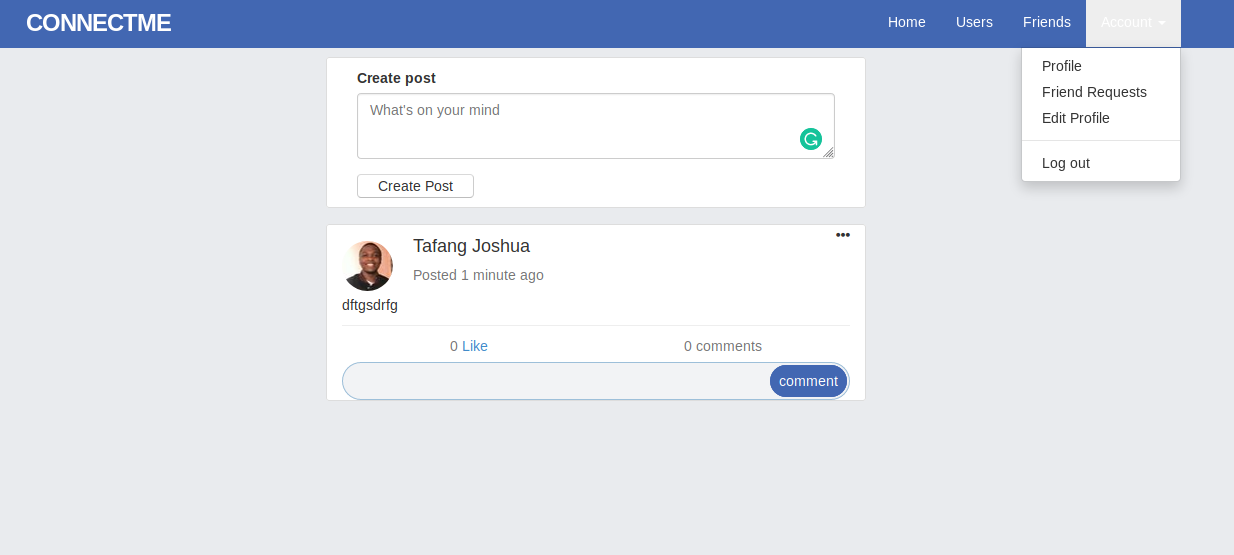 CONNECTME
Home Users Friends Account
Profile
Friend Requests
Edit Profile
Log out
Create post
What's on your mind
Create Post
Tafang Joshua
Posted 1 minute ago
dftgsdrfg
0 Like 0 comments
comment